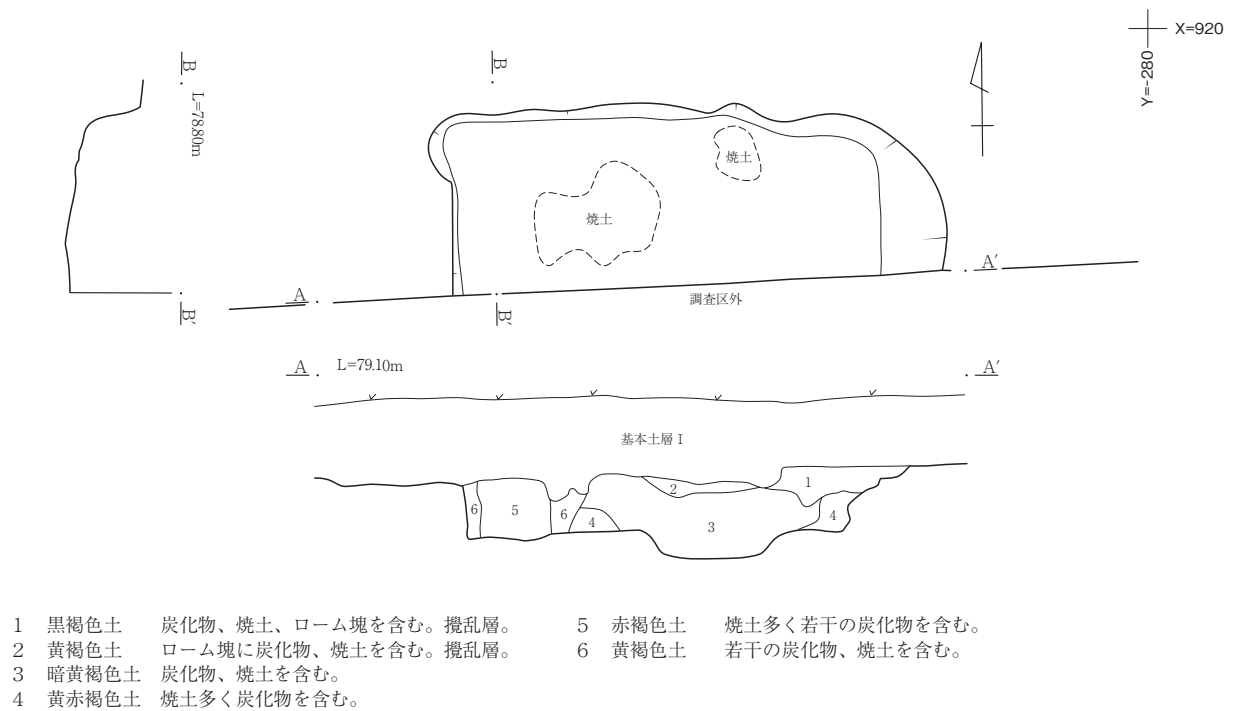 X=920
Y=-280
B
B
L=78.80m
焼土
焼土
A
A′
調査区外
B′
B′
A
L=79.10m
A′
基本土層Ⅰ
1
2
6
5
6
4
3
4
1 黒褐色土 炭化物、焼土、ローム塊を含む。攪乱層。
2 黄褐色土 ローム塊に炭化物、焼土を含む。攪乱層。
3 暗黄褐色土 炭化物、焼土を含む。
4 黄赤褐色土 焼土多く炭化物を含む。
5 赤褐色土 焼土多く若干の炭化物を含む。
6 黄褐色土 若干の炭化物、焼土を含む。